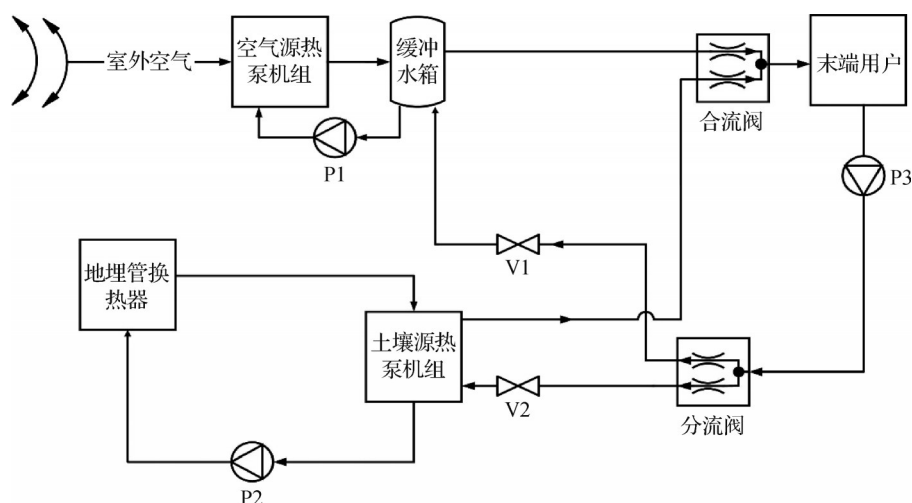 室外空气
空气源热
泵机组
缓冲
水箱
合流阀
末端用户
P1
P3
V1
地埋管换
热器
土壤源热
泵机组
V2
分流阀
P2